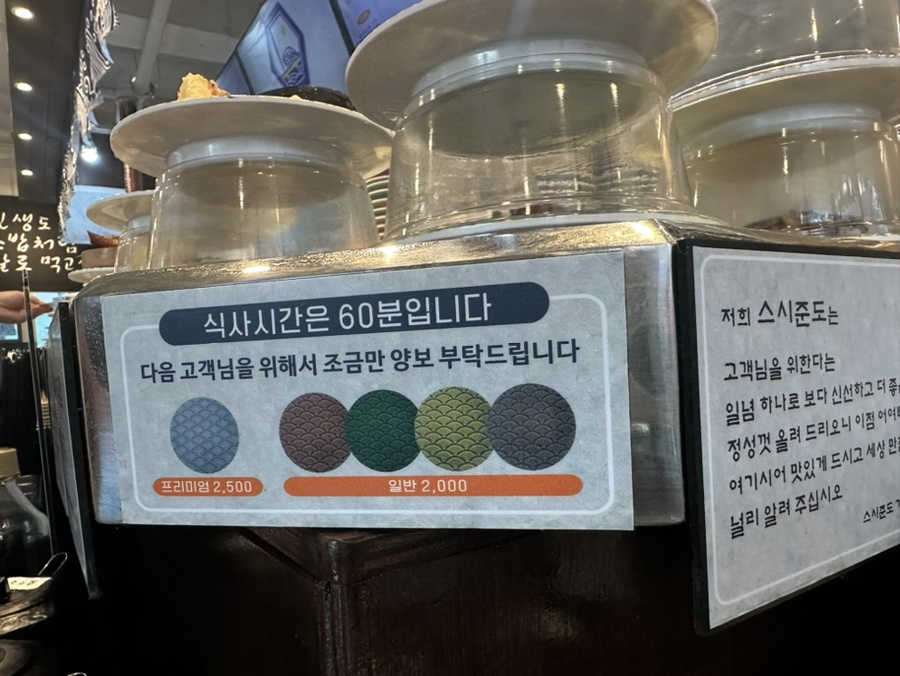 식사시간은 60분입니다
다음 고객님을 위해서 조금만 양보 부탁드립니다
프리미엄 2,500
일반 2,000
저희 스시준도는
고객님을 위한다는
일념 하나로 보다 신선하고 더
정성껏 올려 드리오니 이점
여기시어 맛있게 드시고 세상
널리 알려 주십시오
스시준도